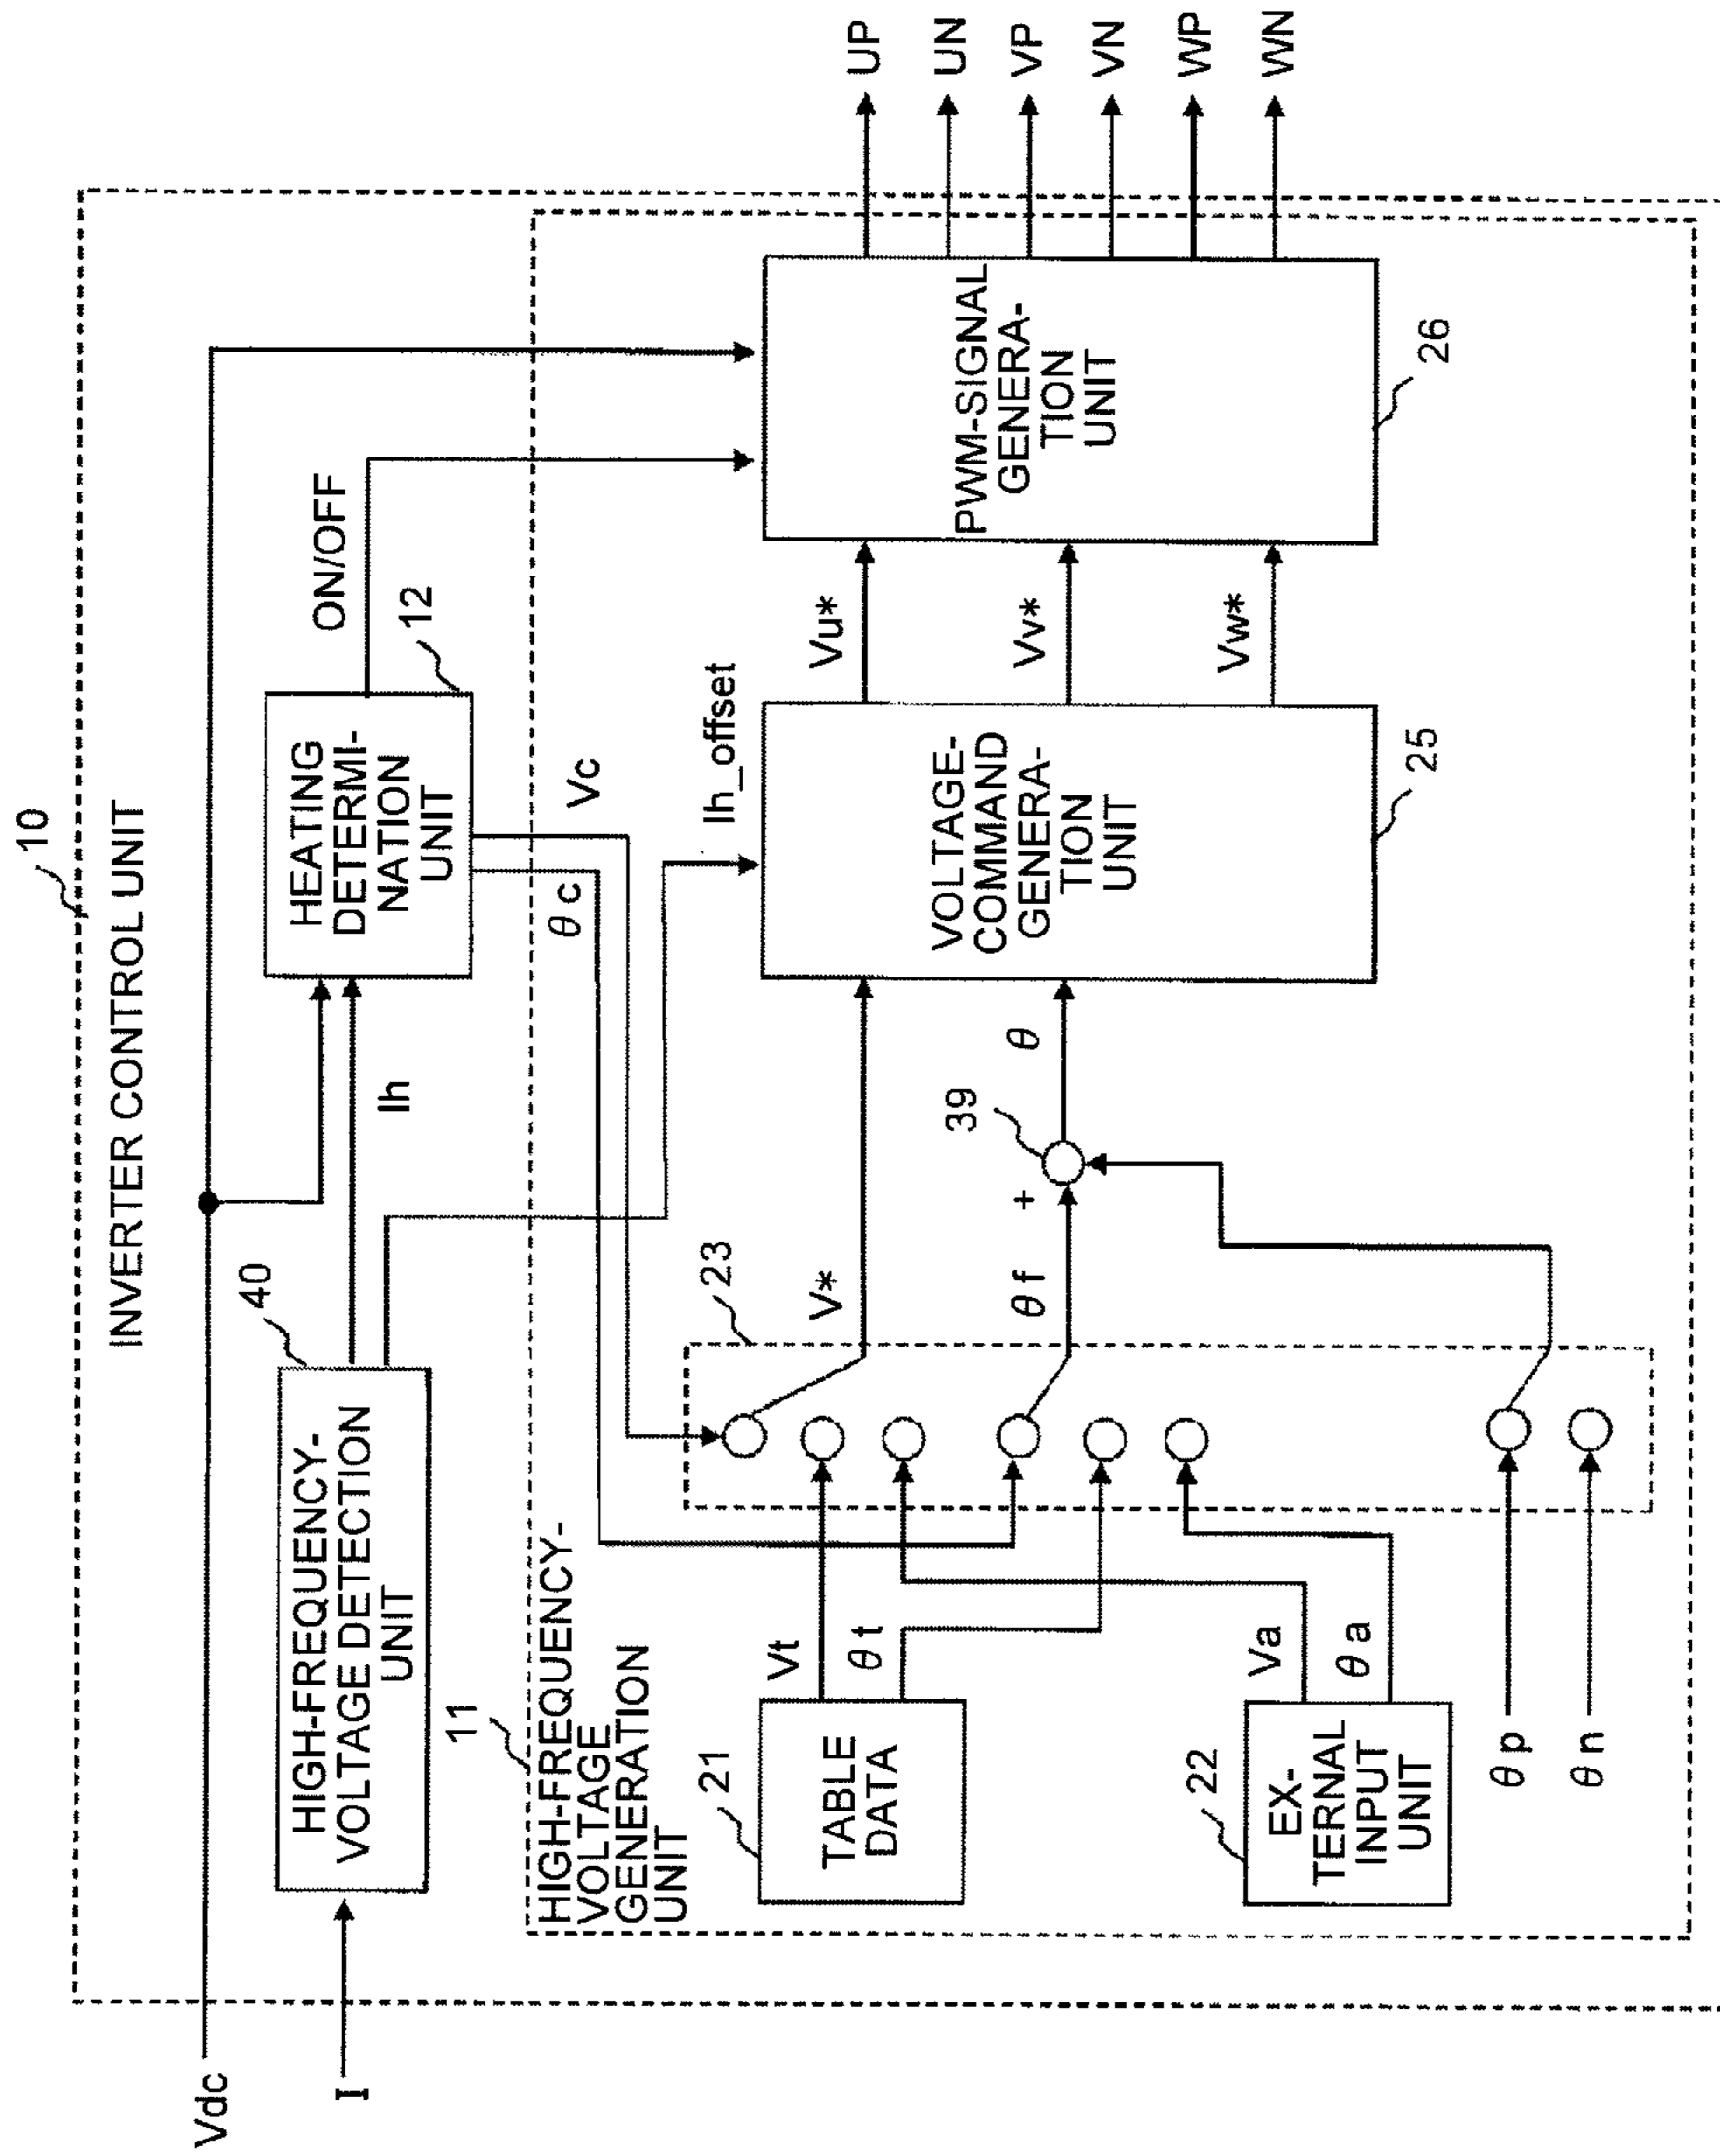 10
INVERTER CONTROL UNIT
Vdc
I
40
HIGH-FREQUENCY-
VOLTAGE DETECTION
UNIT
Ih
HEATING
DETERMI-
NATION
UNIT
12
ON/OFF
θc
Vc
Ih_offset
11
HIGH-FREQUENCY-
VOLTAGE
GENERATION
UNIT
21
TABLE
DATA
Vt
θt
22
EX-
TERNAL
INPUT
UNIT
Va
θa
θp
θn
23
V*
θf
+
39
θ
VOLTAGE-
COMMAND
GENERA-
TION
UNIT
25
Vu*
Vv*
Vw*
PWM-SIGNAL
GENERA-
TION
UNIT
26
UP
UN
VP
VN
WP
WN